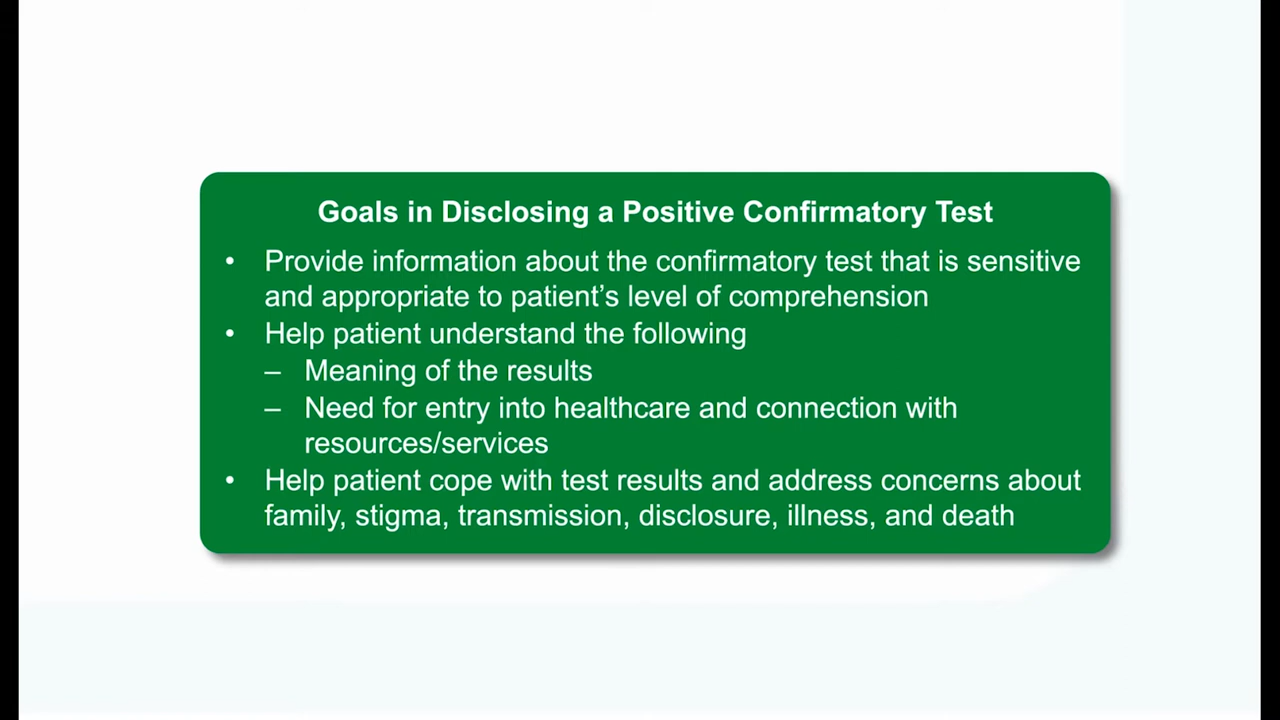 Goals in Disclosing a Positive Confirmatory Test
• Provide information about the confirmatory test that is sensitive
and appropriate to patient’s level of comprehension
• Help patient understand the following
– Meaning of the results
– Need for entry into healthcare and connection with
resources/services
• Help patient cope with test results and address concerns about
family, stigma, transmission, disclosure, illness, and death